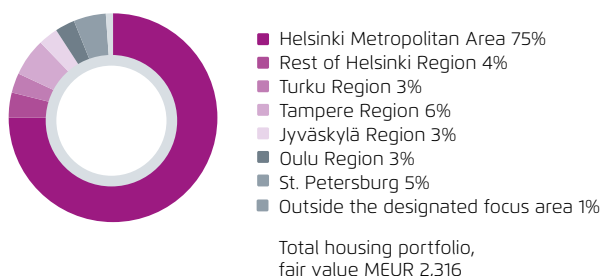 Helsinki Metropolitan Area 75%
Rest of Helsinki Region 4%
Turku Region 3%
Tampere Region 6%
Jyväskylä Region 3%
Oulu Region 3%
St. Petersburg 5%
Outside the designated focus area 1%
Total housing portfolio,
fair value MEUR 2,316